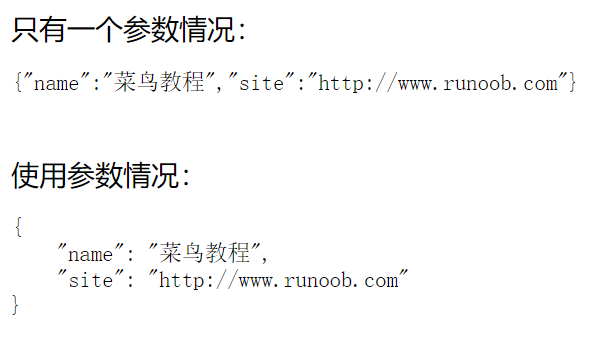 只有一个参数情况：
{"name":"菜鸟教程","site":"http://www.runoob.com"}
使用参数情况：
{
    "name": "菜鸟教程",
    "site": "http://www.runoob.com"
}